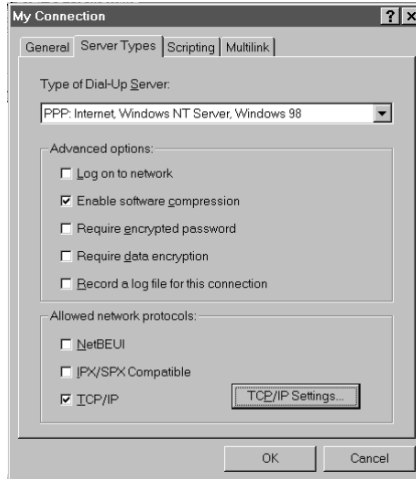 My Connection
General Server Types Scripting Multilink
Type of Dial-Up Server:
PPP: Internet, Windows NT Server, Windows 98
Advanced options:
Log on to network
Enable software compression
Require encrypted password
Require data encryption
Record a log file for this connection
Allowed network protocols:
NetBEUI
IPX/SPX Compatible
TCP/IP TCP/IP Settings...
OK Cancel